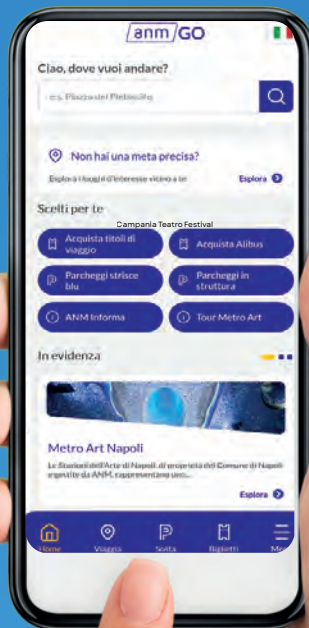 anm GO
Ciao, dove vuoi andare?
e.s. Piazza del Plebiscito
Non hai una meta precisa?
Esplora i luoghi d'interesse vicino a te
Esplora
Scelti per te
Campania Teatro Festival
Acquista titoli di
viaggio
Acquista Alibus
Parcheggi strisce
blu
Parcheggi in
struttura
ANM Informa
Tour Metro Art
In evidenza
Metro Art Napoli
Le Stazioni dell'Arte di Napoli, di proprietà del Comune di Napoli
e gestite da ANM, rappresentano uno...
Esplora
Home
Viaggia
Sosta
Biglietti